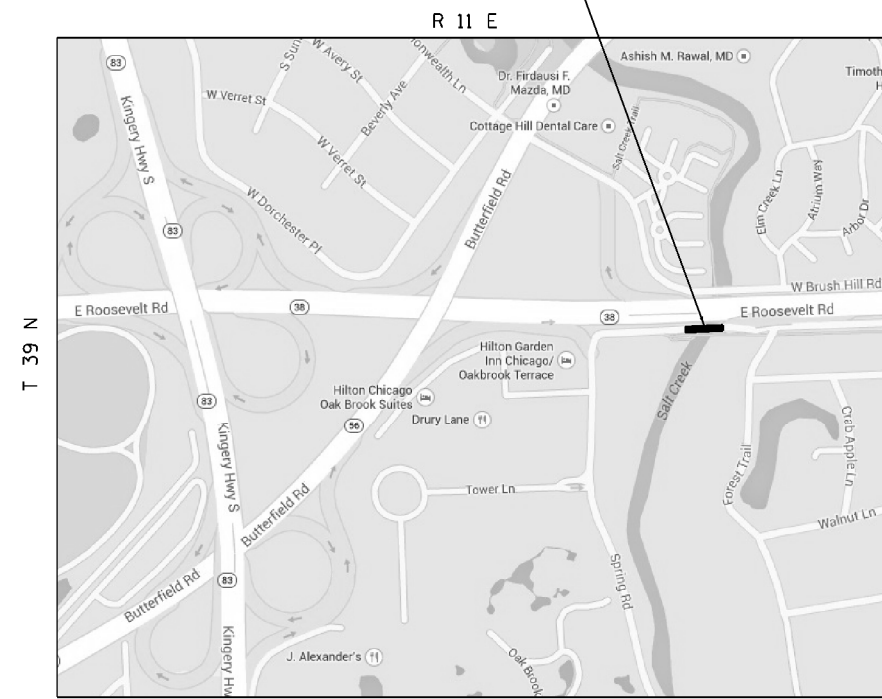 R 11 E
T 39 N
83
Kingery Hwy S
W Avery St
Ashish M. Rawal, MD
Dr. Firdausi F.
Mazda, MD
Beverly Ave
W Verret St
Cottage Hill Dental Care
Salt Creek Trail
W Verret St
Elm Creek Ln
Atrium Way
Arbor Dr
W Dorchester Pl
Butterfield Rd
83
W Brush Hill Rd
E Roosevelt Rd
38
38
E Roosevelt Rd
Hilton Garden
Inn Chicago/
Oakbrook Terrace
Salt Creek
Hilton Chicago
Oak Brook Suites
83
Drury Lane
56
Crab Apple Ln
Kingery Hwy S
Forest Trail
Tower Ln
Butterfield Rd
Walnut Ln
83
Spring Rd
Butterfield Rd
J. Alexander's
Kingery Hw
Oak Brook